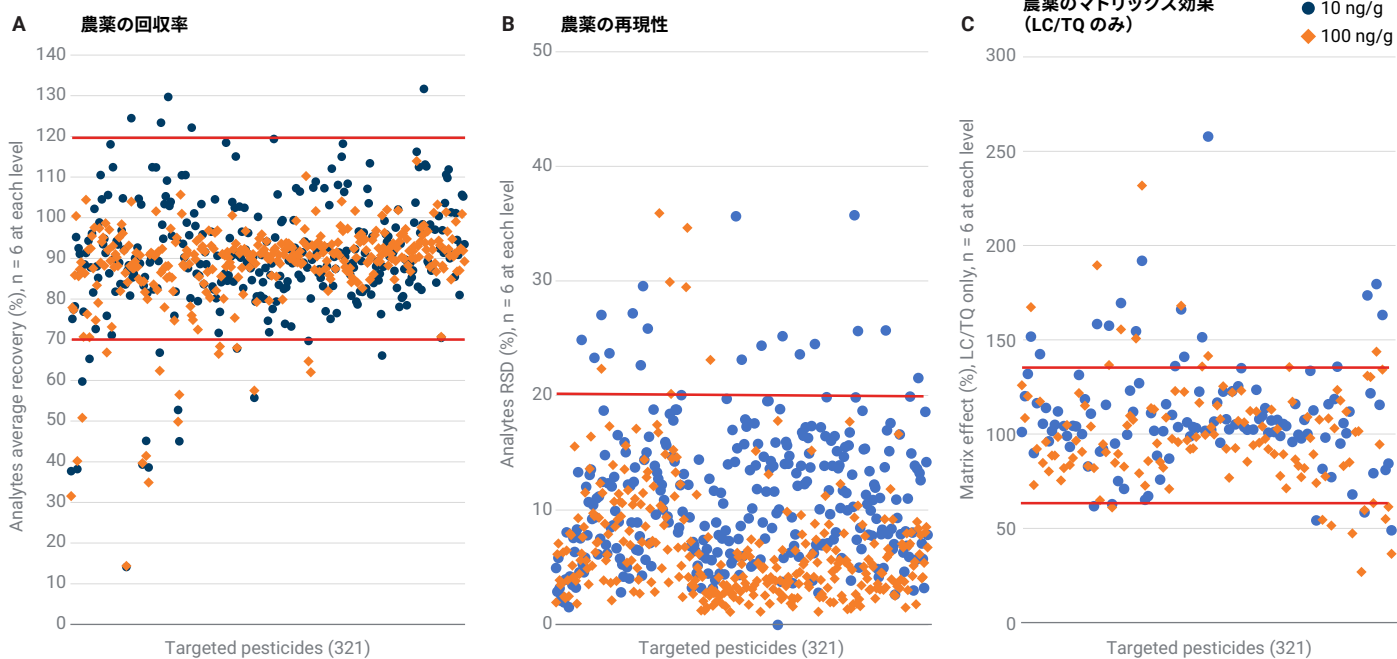 A 農薬の回収率
Analytes average recovery (%), n = 6 at each level
140
130
120
110
100
90
80
70
60
50
40
30
20
10
0
Targeted pesticides (321)
B 農薬の再現性
Analytes RSD (%), n = 6 at each level
50
40
30
20
10
0
Targeted pesticides (321)
C 農薬のマトリックス効果
（LC/TQ のみ）
10 ng/g
100 ng/g
Matrix effect (%), LC/TQ only, n = 6 at each level
300
250
200
150
100
50
0
Targeted pesticides (321)